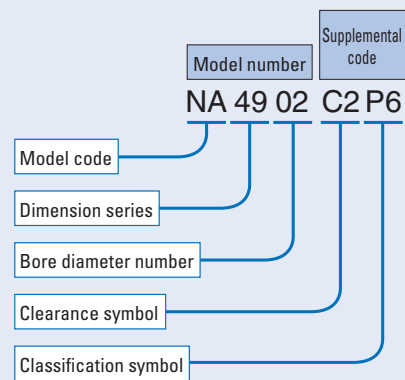 Supplemental
code
Model number
NA 49 02 C2 P6
Model code
Dimension series
Bore diameter number
Clearance symbol
Classification symbol